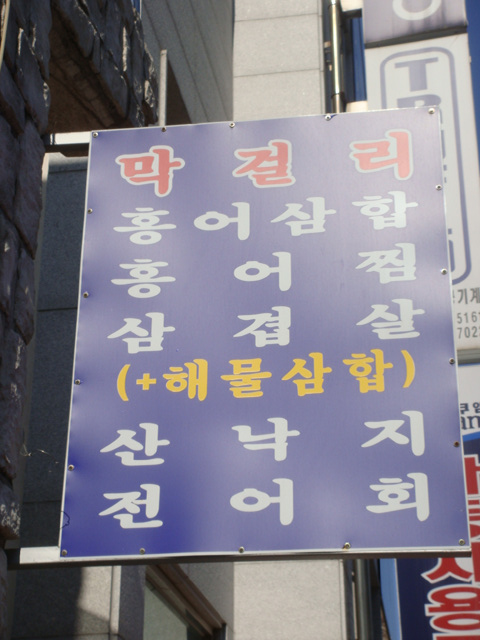 막걸리
홍어삼합
홍어찜
삼겹살
(+해물삼합)
산낙지
전어회